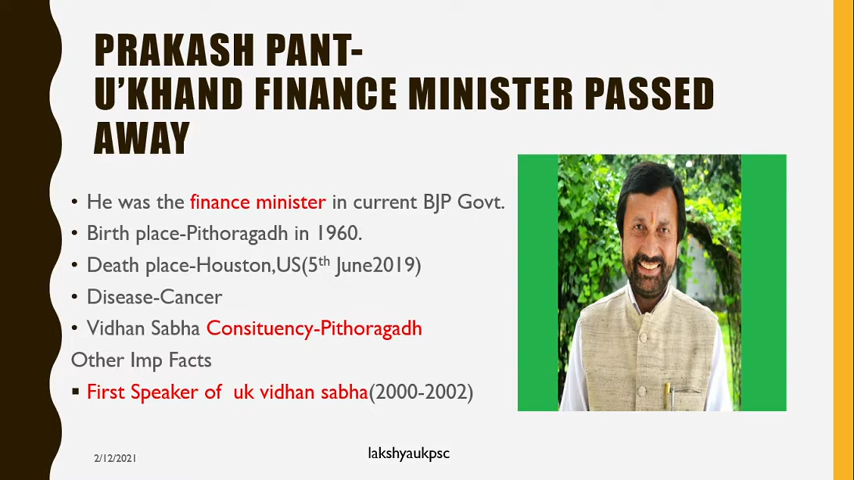 PRAKASH PANT-
U'KHAND FINANCE MINISTER PASSED
AWAY
• He was the finance minister in current BJP Govt.
• Birth place-Pithoragadh in 1960.
• Death place-Houston,US(5th June2019)
• Disease-Cancer
• Vidhan Sabha Consituency-Pithoragadh
Other Imp Facts
▪ First Speaker of uk vidhan sabha(2000-2002)
2/12/2021
lakshyaukpsc